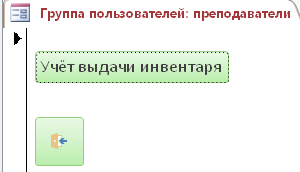 Группа пользователей: преподаватели
Учёт выдачи инвентаря